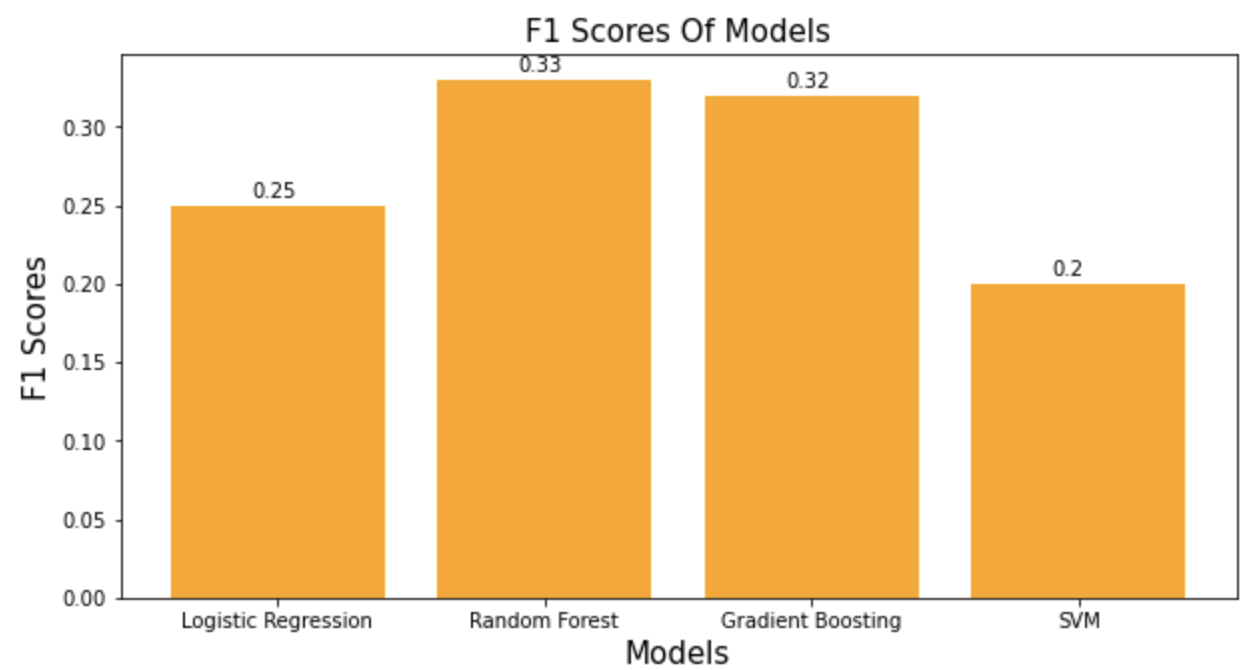 F1 Scores Of Models
0.33
0.32
0.30
0.25
0.25
0.20
0.2
0.15
0.10
0.05
0.00
F1 Scores
Logistic Regression
Random Forest
Gradient Boosting
SVM
Models